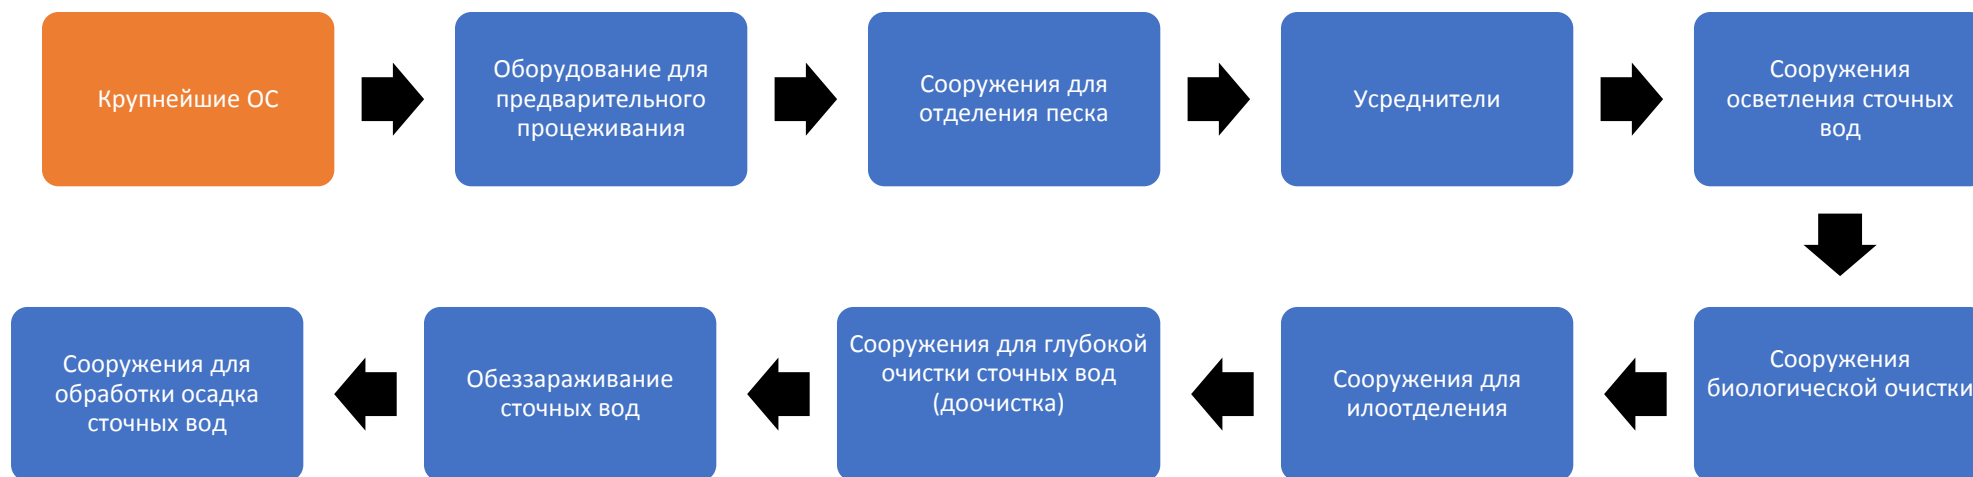 Крупнейшие ОС
Оборудование для
предварительного
процеживания
Сооружения для
отделения песка
Усреднители
Сооружения
осветления сточных
вод
Сооружения
биологической очистки
Сооружения для
илоотделения
Сооружения для глубокой
очистки сточных вод
(доочистка)
Обеззараживание
сточных вод
Сооружения для
обработки осадка
сточных вод